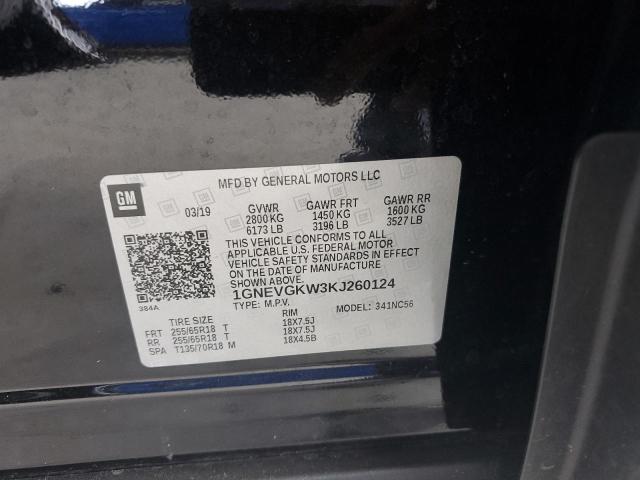 GM
MFD BY GENERAL MOTORS LLC
03/19 GVWR GAWR FRT GAWR RR
2800 KG 1450 KG 1600 KG
6173 LB 3196 LB 3527 LB
THIS VEHICLE CONFORMS TO ALL
APPLICABLE U.S. FEDERAL MOTOR
VEHICLE SAFETY STANDARDS IN EFFECT
ON THE DATE OF MANUFACTURE
SHOWN ABOVE.
1GNEVGKW3KJ260124
384A
TYPE: M.P.V. MODEL: 341NC56
TIRE SIZE RIM
FRT 255/65R18 T 18X7.5J
RR 255/65R18 T 18X7.5J
SPA T135/70R18 M 18X4.5B